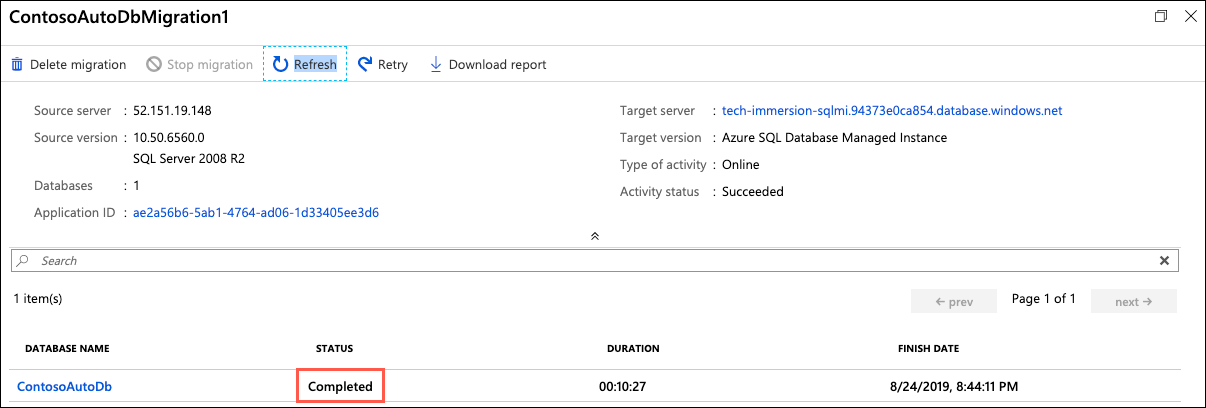 ContosoAutoDbMigration1
Delete migration Stop migration Refresh Retry Download report
Source server : 52.151.19.148
Source version : 10.50.6560.0
SQL Server 2008 R2
Databases : 1
Application ID : ae2a56b6-5ab1-4764-ad06-1d33405ee3d6
Target server : tech-immersion-sqlmi.94373e0ca854.database.windows.net
Target version : Azure SQL Database Managed Instance
Type of activity : Online
Activity status : Succeeded
Search
1 item(s) ← prev Page 1 of 1 next →
DATABASE NAME STATUS DURATION FINISH DATE
ContosoAutoDb Completed 00:10:27 8/24/2019, 8:44:11 PM